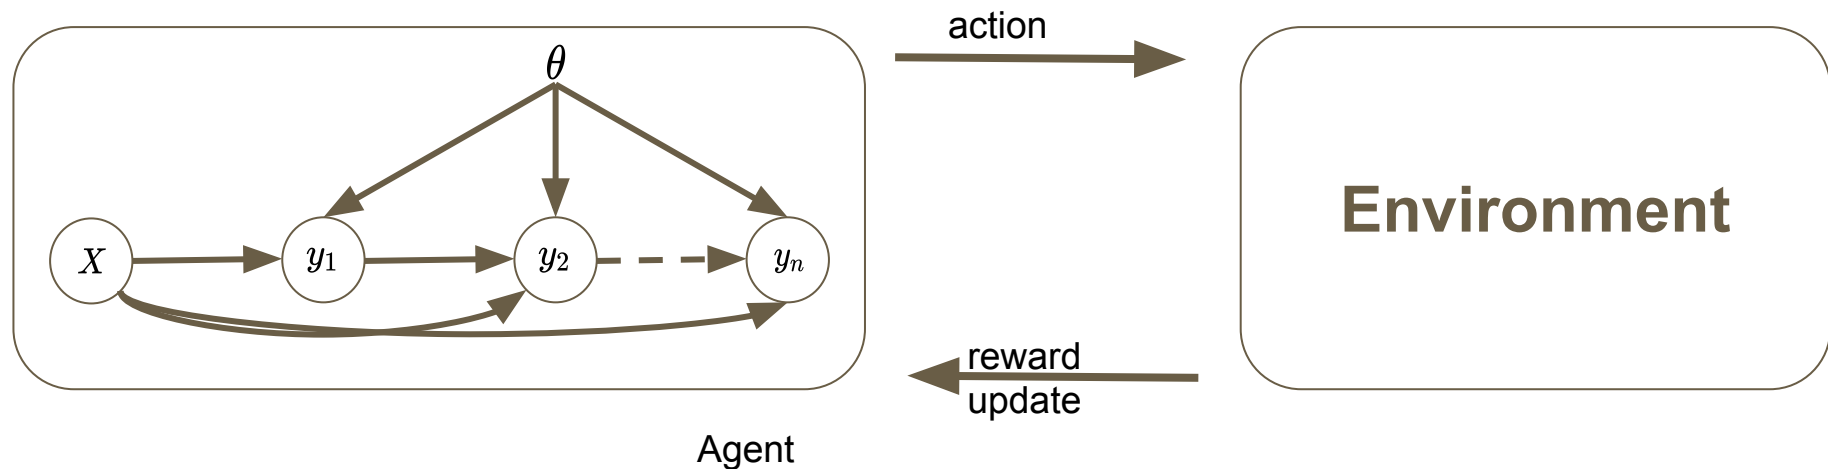 action
θ
X
y₁
y₂
yₙ
Environment
reward
update
Agent